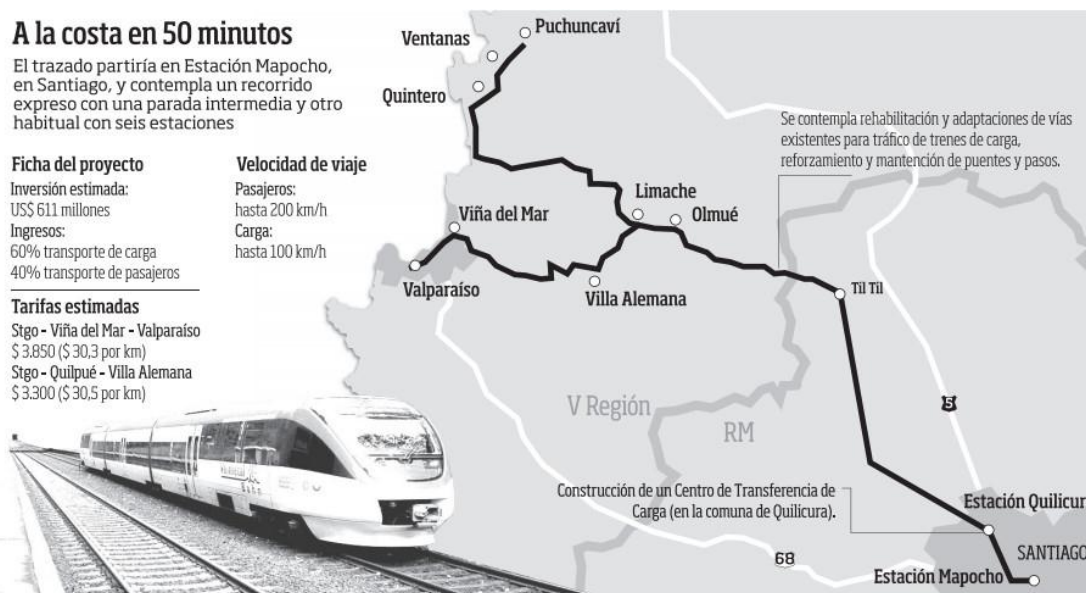 A la costa en 50 minutos
El trazado partiría en Estación Mapocho,
en Santiago, y contempla un recorrido
expreso con una parada intermedia y otro
habitual con seis estaciones
Ficha del proyecto
Inversión estimada:
US$ 611 millones
Ingresos:
60% transporte de carga
40% transporte de pasajeros
Velocidad de viaje
Pasajeros:
hasta 200 km/h
Carga:
hasta 100 km/h
Tarifas estimadas
Stgo - Viña del Mar - Valparaíso
$ 3.850 ($ 30,3 por km)
Stgo - Quilpué - Villa Alemana
$ 3.300 ($ 30,5 por km)
Puchuncaví
Ventanas
Quintero
Se contempla rehabilitación y adaptaciones de vías
existentes para tráfico de trenes de carga,
reforzamiento y mantención de puentes y pasos.
Limache
Olmué
Viña del Mar
Valparaíso
Villa Alemana
Til Til
V Región
RM
5
Construcción de un Centro de Transferencia de
Carga (en la comuna de Quilicura).
Estación Quilicur
SANTIAGO
68
Estación Mapocho